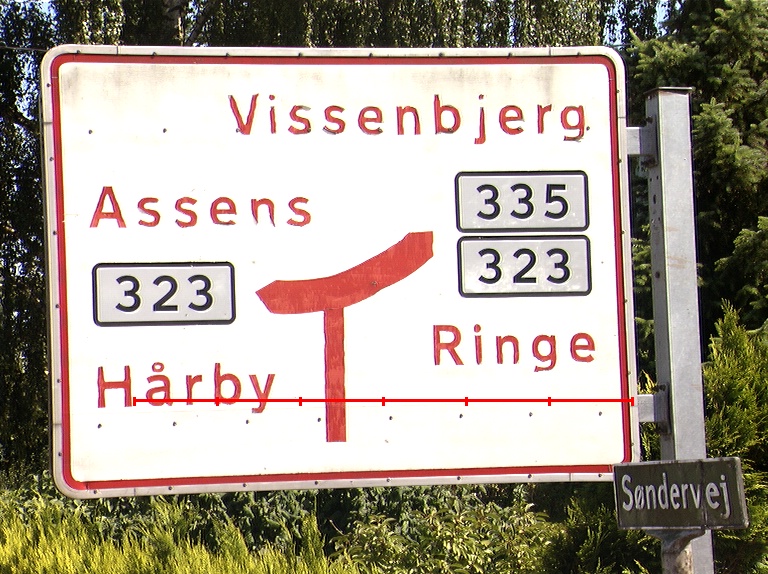 Vissenbjerg
Assens
335
323
323
Ringe
Hårby
Søndervej